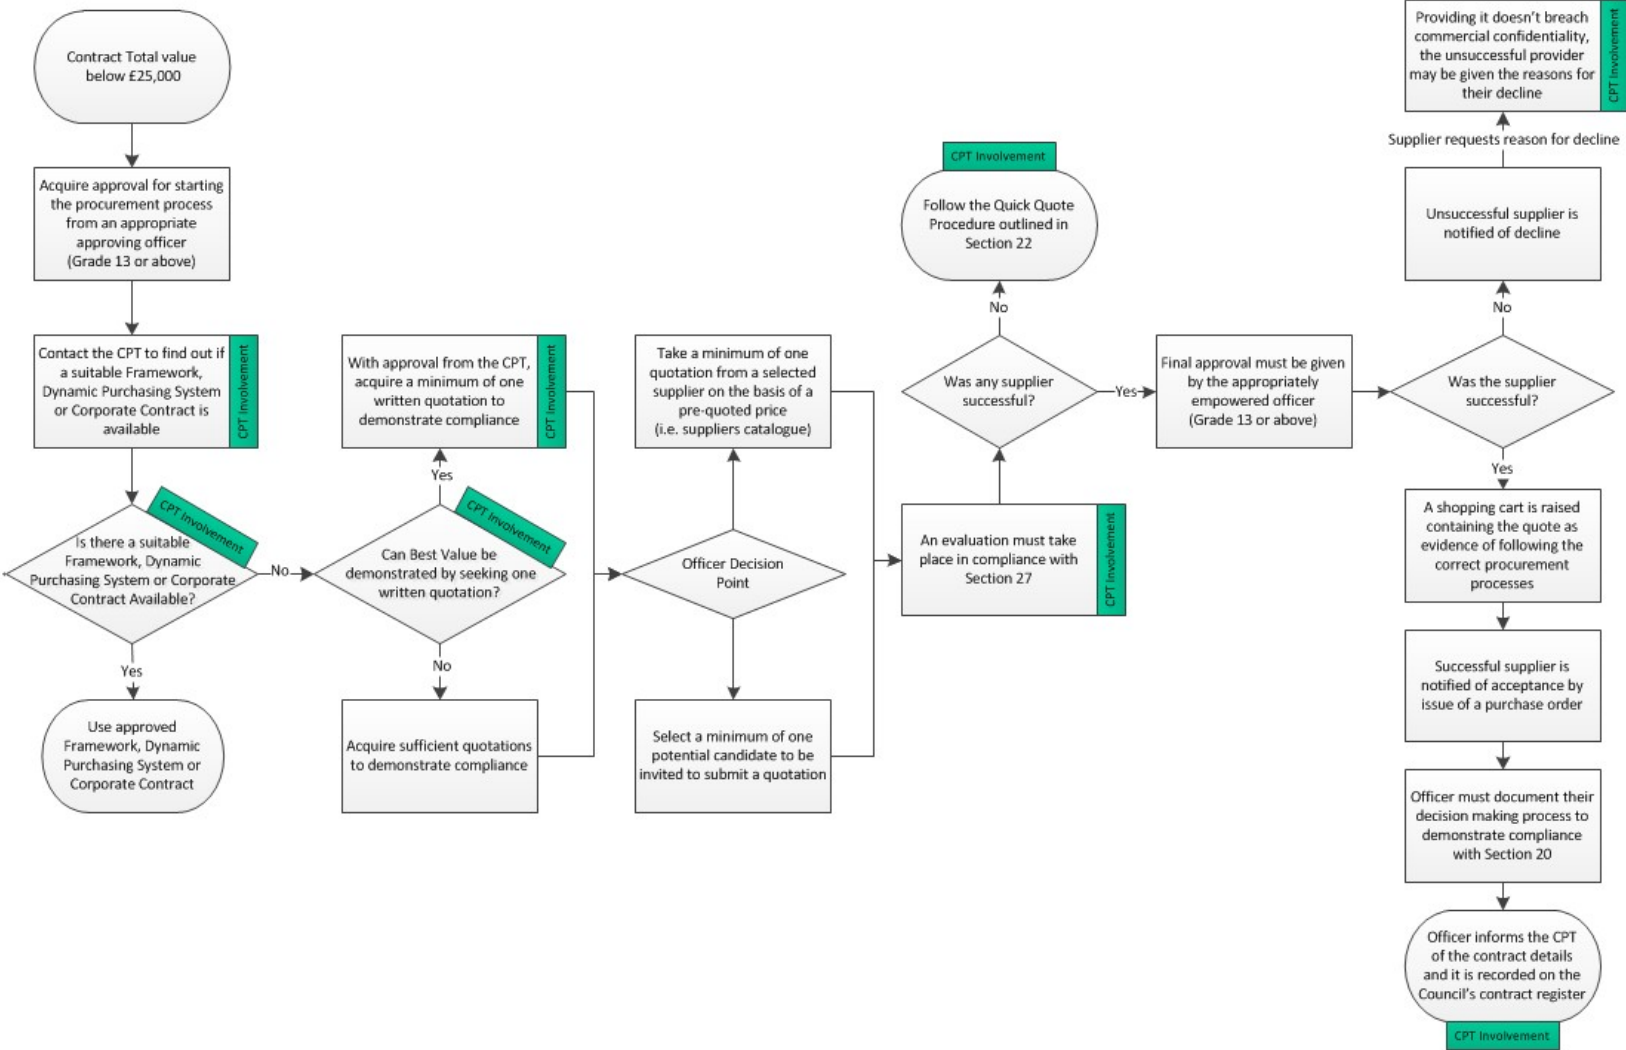 Contract Total value
below £25,000
Acquire approval for starting
the procurement process
from an appropriate
approving officer
(Grade 13 or above)
Contact the CPT to find out if
a suitable Framework,
Dynamic Purchasing System
or Corporate Contract is
available
CPT Involvement
CPT Involvement
Is there a suitable
Framework, Dynamic
Purchasing System or Corporate
Contract Available?
No
Yes
Use approved
Framework, Dynamic
Purchasing System or
Corporate Contract
With approval from the CPT,
acquire a minimum of one
written quotation to
demonstrate compliance
CPT Involvement
Yes
CPT Involvement
Can Best Value be
demonstrated by seeking one
written quotation?
No
Acquire sufficient quotations
to demonstrate compliance
Take a minimum of one
quotation from a selected
supplier on the basis of a
pre-quoted price
(i.e. suppliers catalogue)
Officer Decision
Point
Select a minimum of one
potential candidate to be
invited to submit a quotation
CPT Involvement
Follow the Quick Quote
Procedure outlined in
Section 22
No
Was any supplier
successful?
Yes
An evaluation must take
place in compliance with
Section 27
CPT Involvement
Final approval must be given
by the appropriately
empowered officer
(Grade 13 or above)
Providing it doesn't breach
commercial confidentiality,
the unsuccessful provider
may be given the reasons for
their decline
CPT Involvement
Supplier requests reason for decline
Unsuccessful supplier is
notified of decline
No
Was the supplier
successful?
Yes
A shopping cart is raised
containing the quote as
evidence of following the
correct procurement
processes
Successful supplier is
notified of acceptance by
issue of a purchase order
Officer must document their
decision making process to
demonstrate compliance
with Section 20
Officer informs the CPT
of the contract details
and it is recorded on the
Council's contract register
CPT Involvement